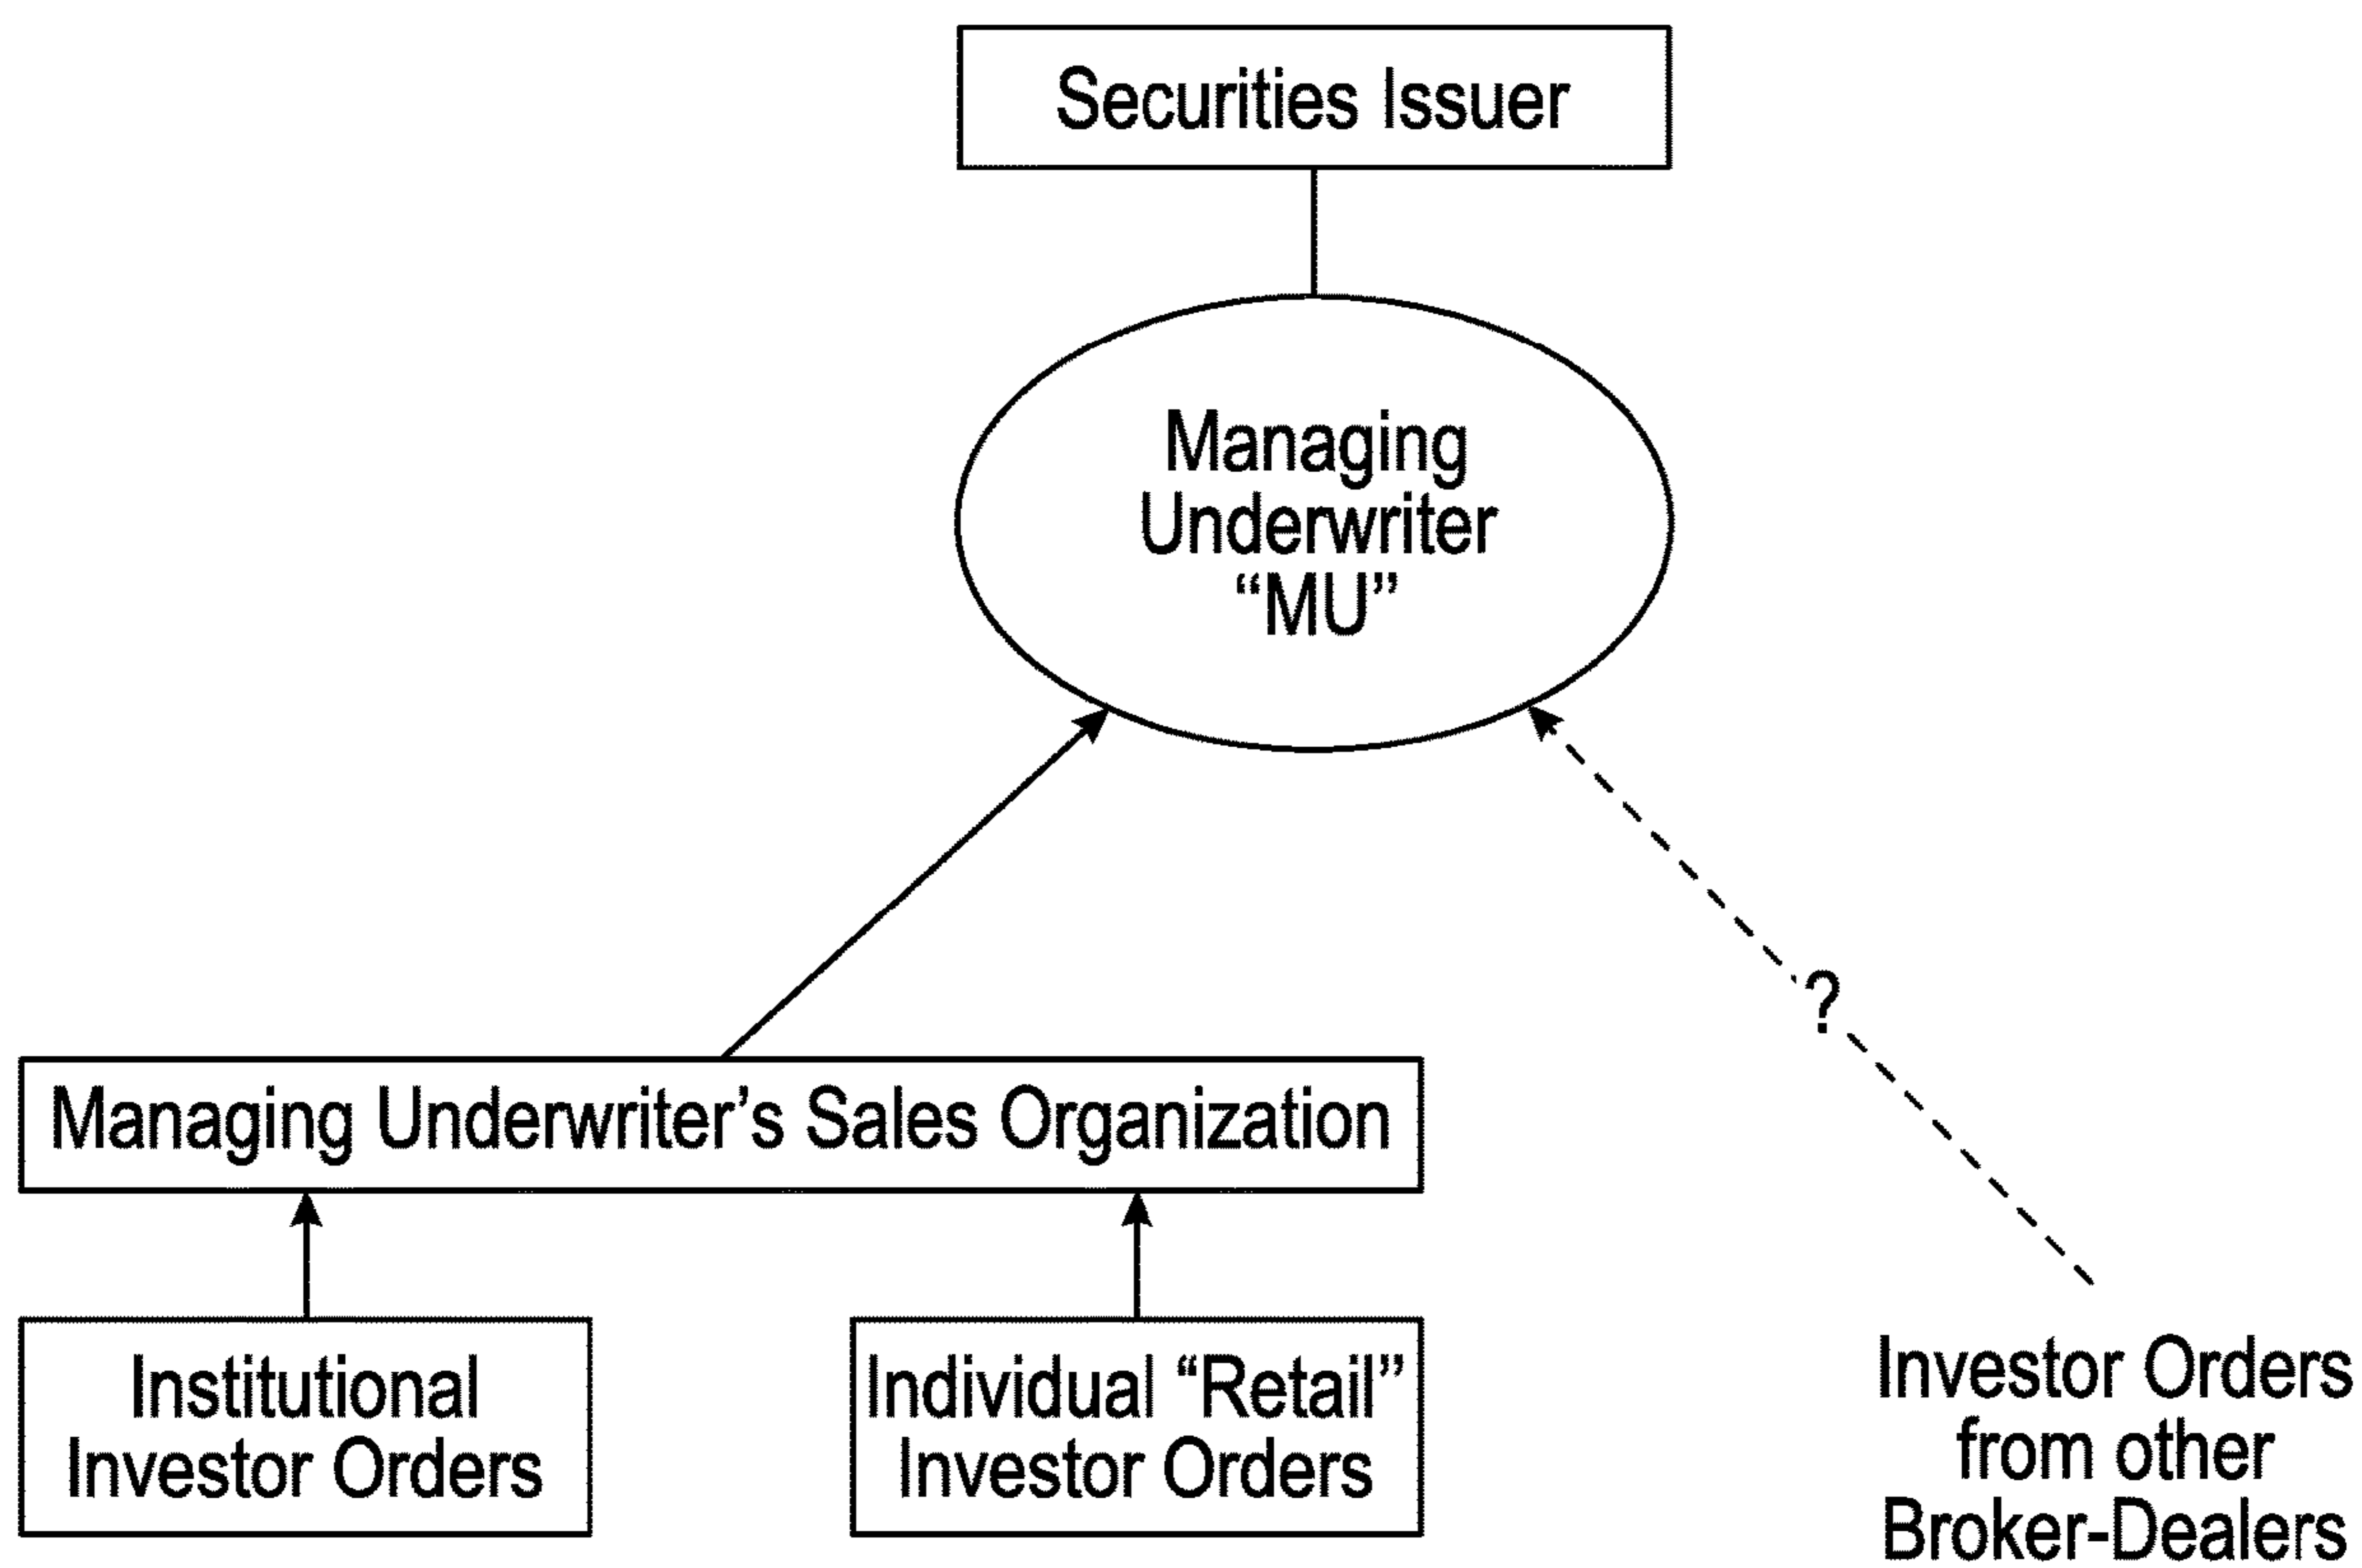 Securities Issuer
Managing
Underwriter
“MU”
?
Managing Underwriter’s Sales Organization
Institutional
Investor Orders
Individual “Retail”
Investor Orders
Investor Orders
from other
Broker-Dealers